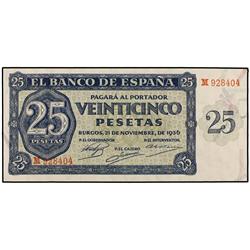 EL BANCO DE ESPAÑA
PAGARÁ AL PORTADOR
M 928404
25
VEINTICINCO
25
PESETAS
PESETAS
BURGOS, 21 DE NOVIEMBRE, DE 1936
P. EL GOBERNADOR
P. EL INTERVENTOR
P. EL CAJERO
M 928404